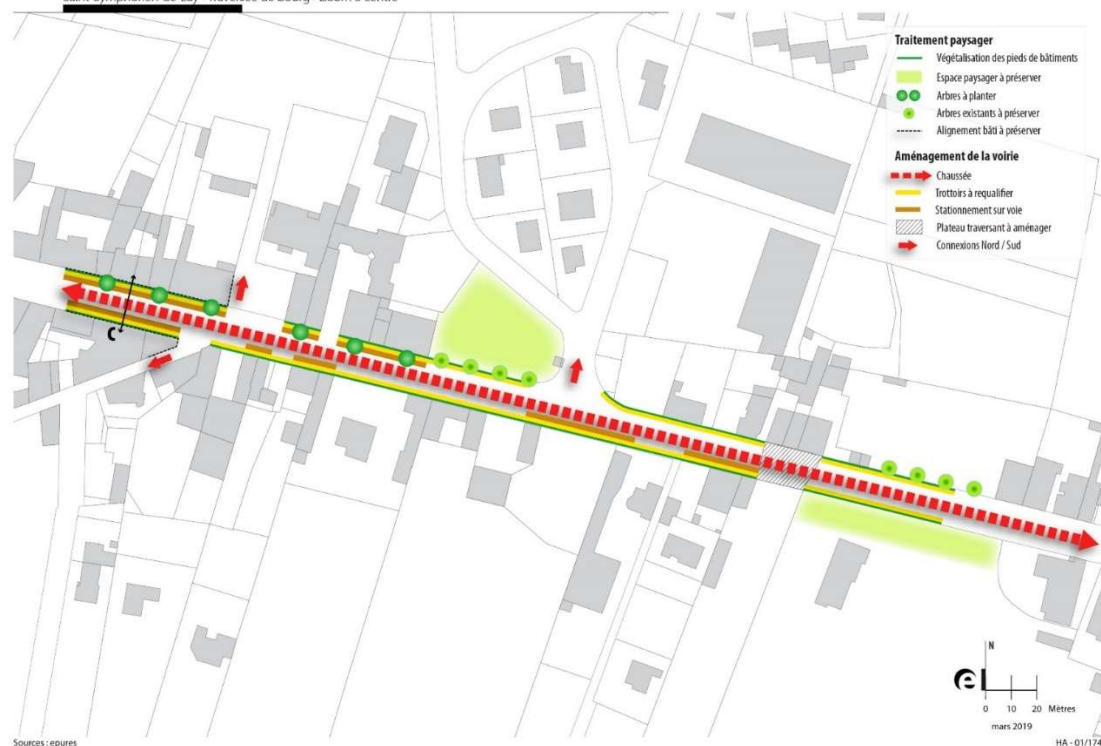 Traitement paysager
Végétalisation des pieds de bâtiments
Espace paysager à préserver
Arbres à planter
Arbres existants à préserver
Alignement bâti à préserver
Aménagement de la voirie
Chaussée
Trottoirs à requalifier
Stationnement sur voie
Plateau traversant à aménager
Connexions Nord / Sud
C
N
e
0 10 20 Mètres
mars 2019
Sources : epures
HA - 01/174